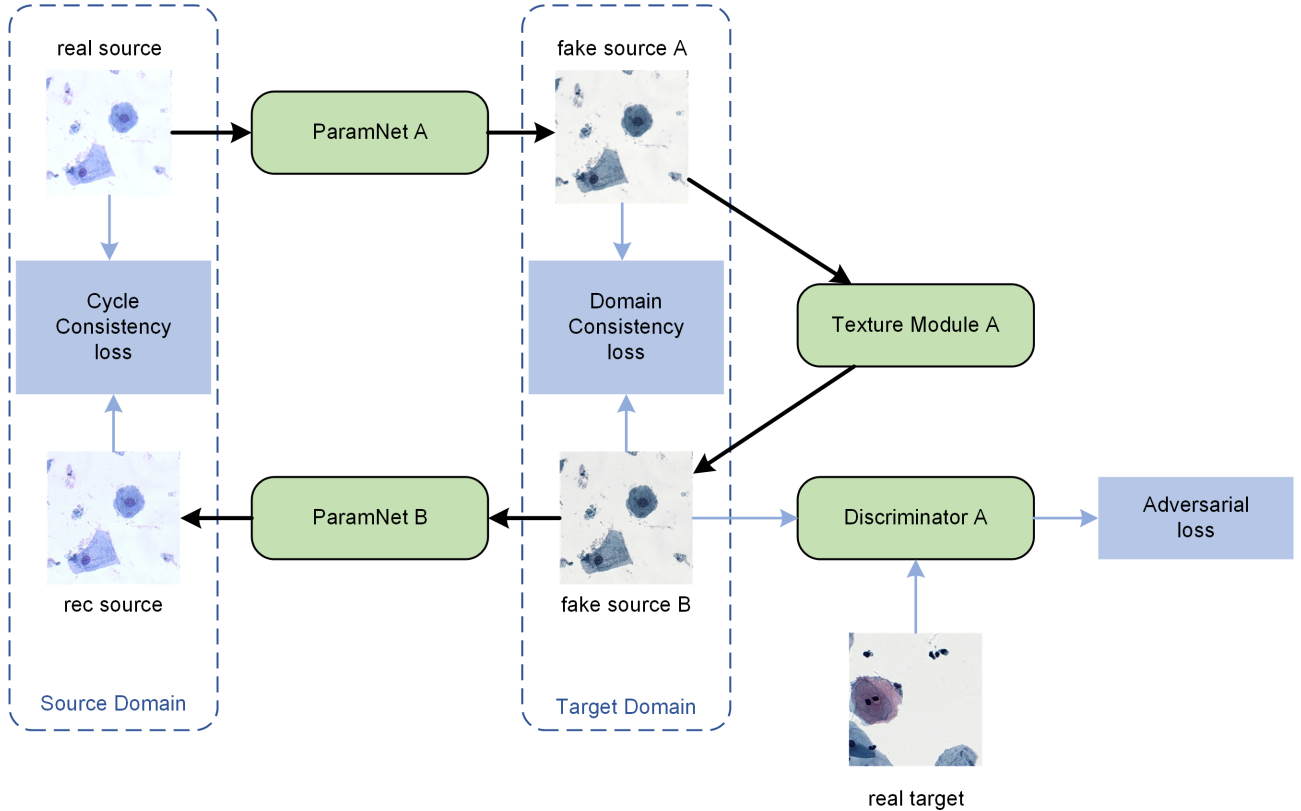 real source
fake source A
ParamNet A
Cycle
Consistency
loss
Domain
Consistency
loss
Texture Module A
ParamNet B
Discriminator A
Adversarial
loss
rec source
fake source B
Source Domain
Target Domain
real target